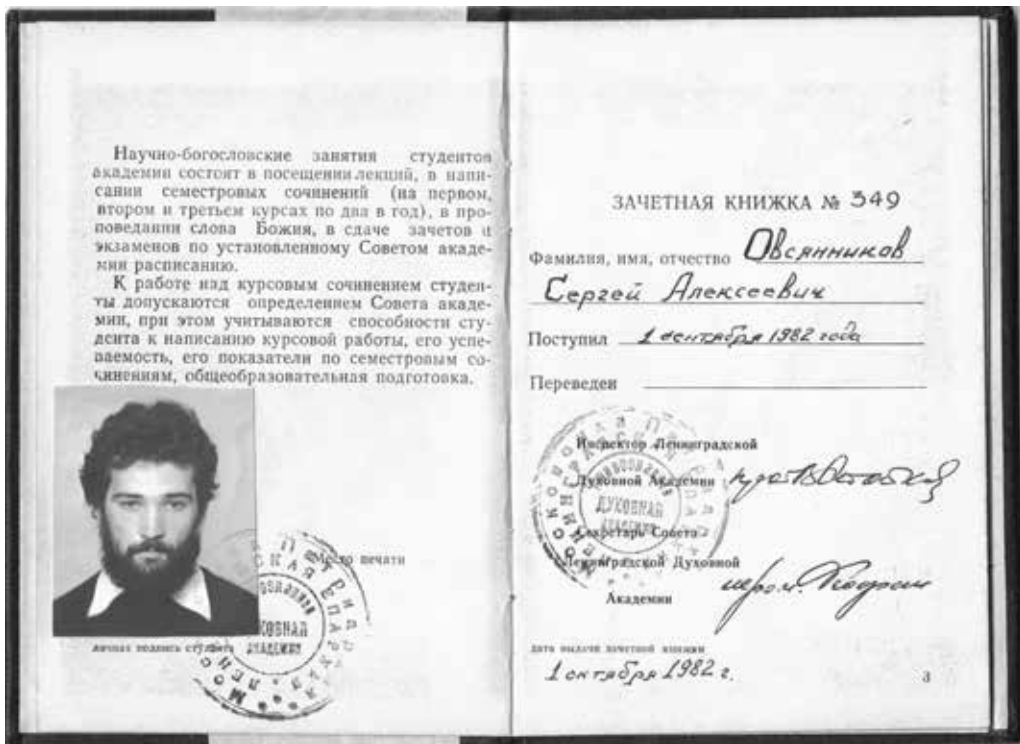 Научно-богословские занятия студентов
академии состоят в посещении лекций, в напи-
сании семестровых сочинений (на первом,
втором и третьем курсах по два в год), в про-
поведании слова Божия, в сдаче зачетов и
экзаменов по установленному Советом акаде-
мии расписанию.
К работе над курсовым сочинением студен-
ты допускаются определением Совета акаде-
мии, при этом учитываются способности сту-
дента к написанию курсовой работы, его успе-
ваемость, его показатели по семестровым со-
чинениям, общеобразовательная подготовка.
Место печати
личная подпись студента
ДУХОВНАЯ
АКАДЕМИЯ
ЗАЧЕТНАЯ КНИЖКА № 349
Фамилия, имя, отчество Овсянников
Сергей Алексеевич
Поступил 1 сентября 1982 года
Переведен
Инспектор Ленинградской
Духовной Академии
Секретарь Совета
Ленинградской Духовной
Академии
ДУХОВНАЯ
АКАДЕМИЯ
дата выдачи зачетной книжки
1 октября 1982 г.
3